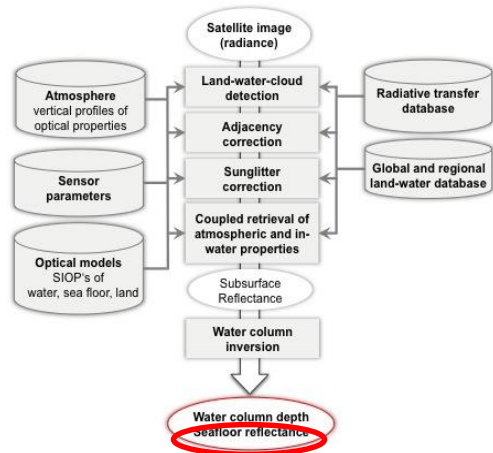 Satellite image
(radiance)
Land-water-cloud
detection
Atmosphere
vertical profiles of
optical properties
Radiative transfer
database
Adjacency
correction
Sunglitter
correction
Sensor
parameters
Global and regional
land-water database
Coupled retrieval of
atmospheric and in-
water properties
Optical models
SIOP's of
water, sea floor, land
Subsurface
Reflectance
Water column
inversion
Water column depth
Seafloor reflectance